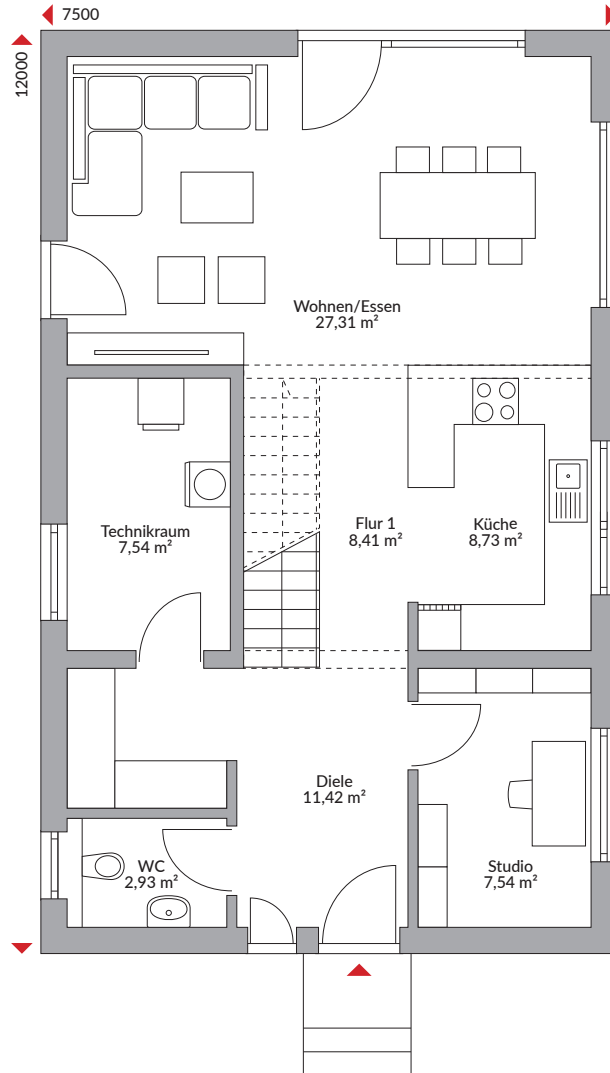 7500
12000
Wohnen/Essen
27,31 m²
Technikraum
7,54 m²
Flur 1
8,41 m²
Küche
8,73 m²
Diele
11,42 m²
WC
2,93 m²
Studio
7,54 m²